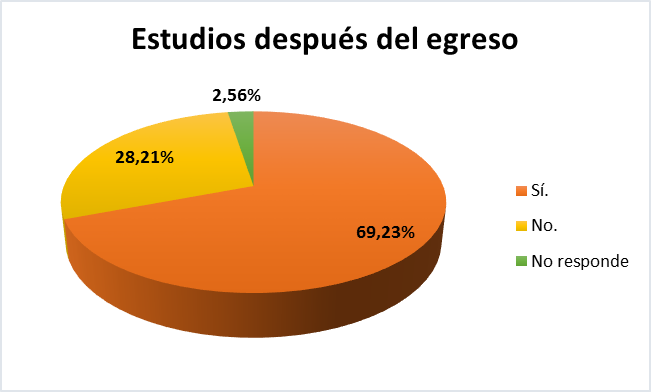 Estudios después del egreso
2,56%
28,21%
69,23%
Sí.
No.
No responde